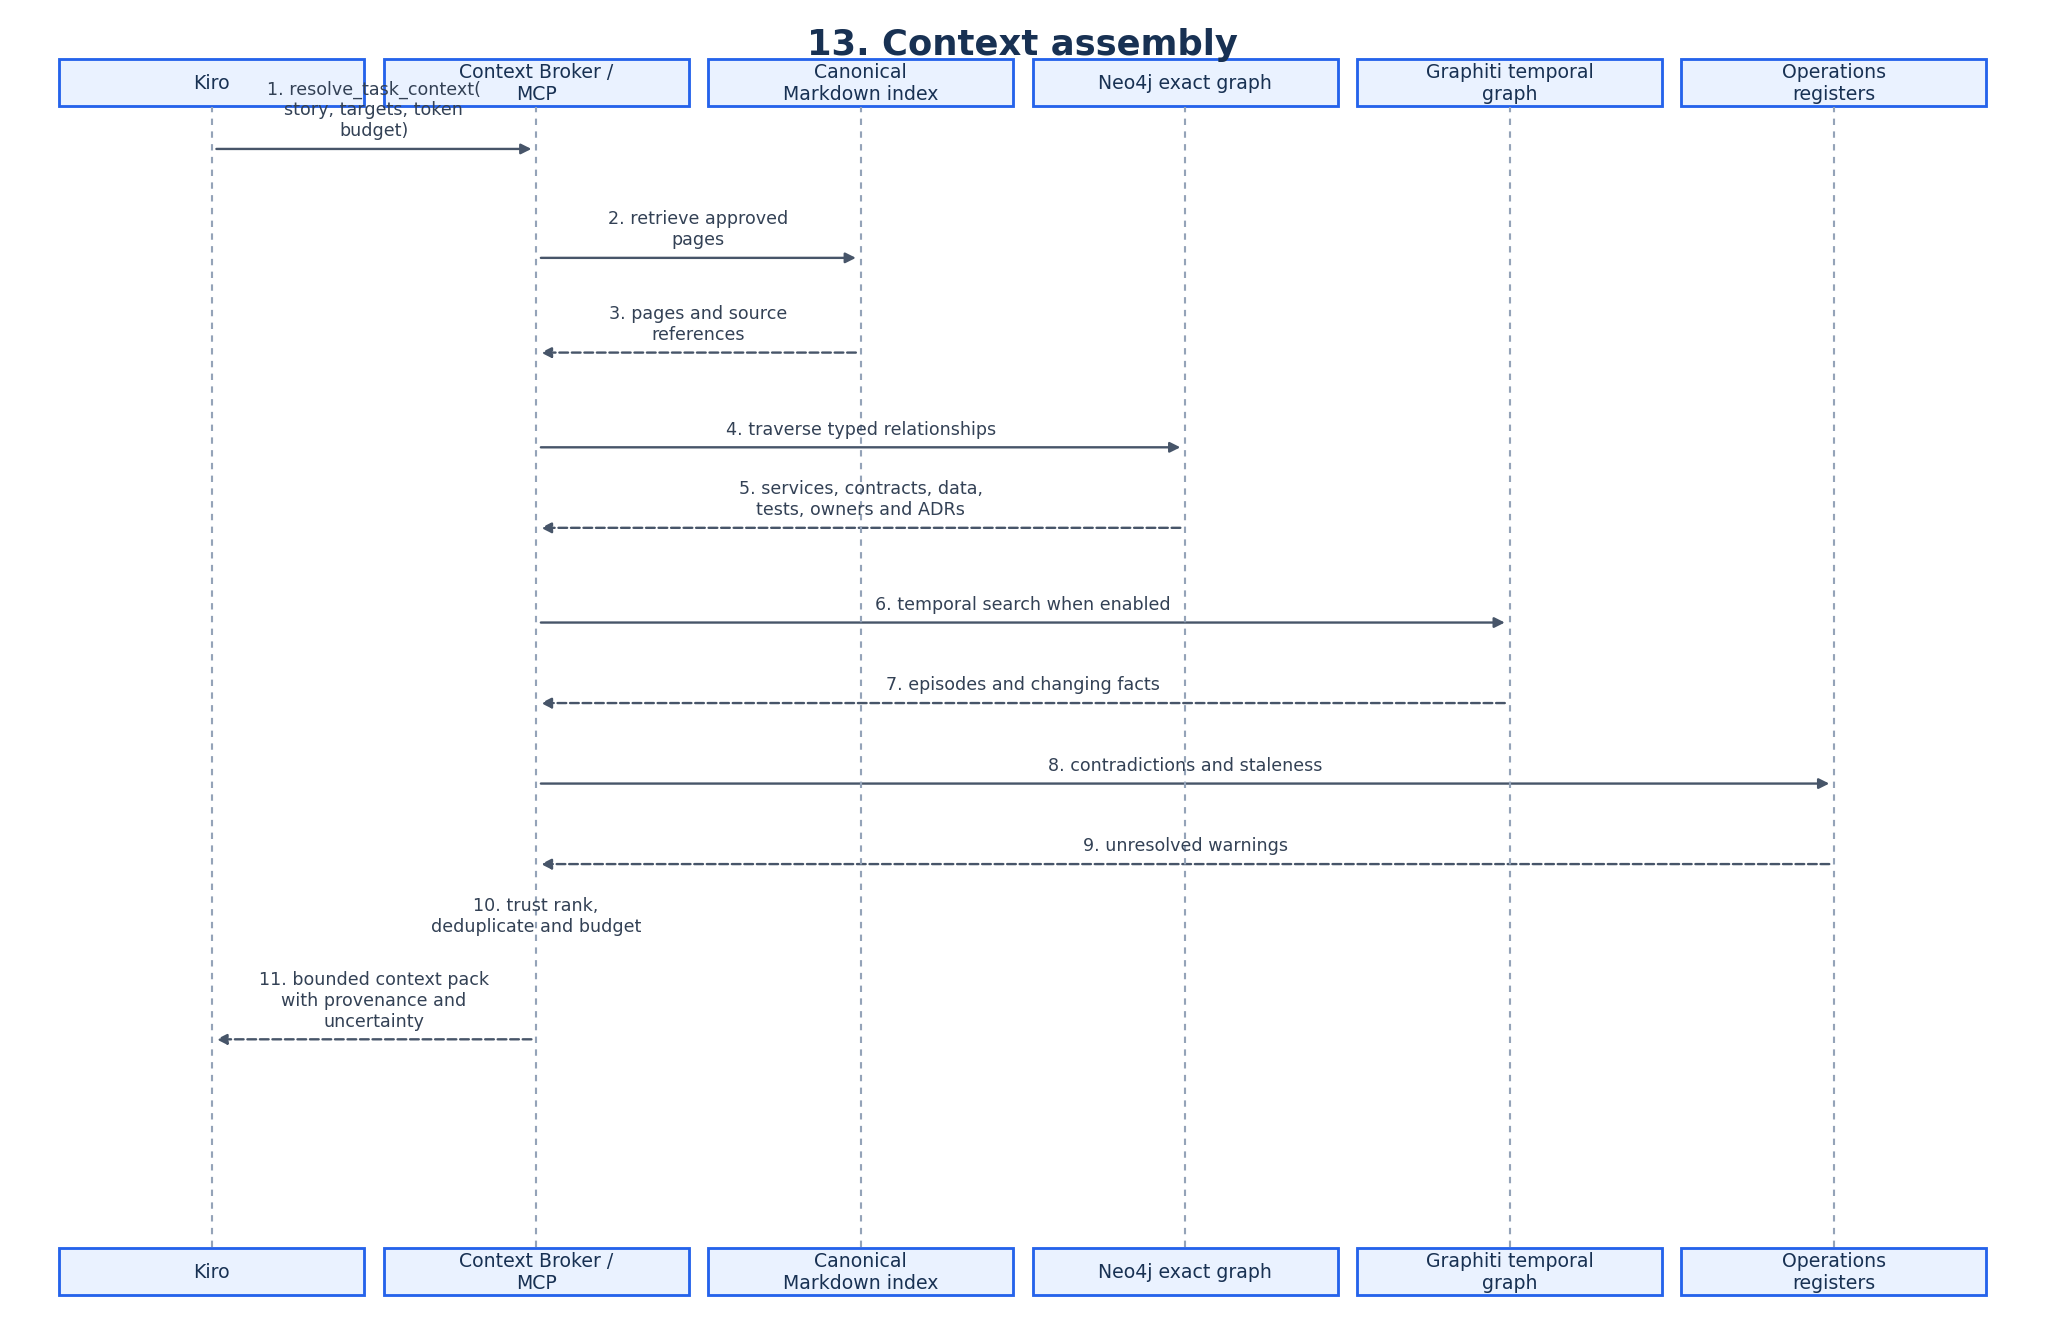 13. Context assembly
Kiro
Context Broker /
MCP
Canonical
Markdown index
Neo4j exact graph
Graphiti temporal
graph
Operations
registers
1. resolve_task_context(
story, targets, token
budget)
2. retrieve approved
pages
3. pages and source
references
4. traverse typed relationships
5. services, contracts, data,
tests, owners and ADRs
6. temporal search when enabled
7. episodes and changing facts
8. contradictions and staleness
9. unresolved warnings
10. trust rank,
deduplicate and budget
11. bounded context pack
with provenance and
uncertainty
Kiro
Context Broker /
MCP
Canonical
Markdown index
Neo4j exact graph
Graphiti temporal
graph
Operations
registers